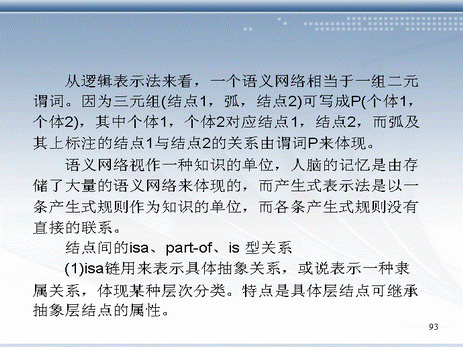 从逻辑表示法来看，一个语义网络相当于一组二元
谓词。因为三元组(结点1，弧，结点2)可写成P(个体1，
个体2)，其中个体1，个体2对应结点1，结点2，而弧及
其上标注的结点1与结点2的关系由谓词P来体现。
语义网络视作一种知识的单位，人脑的记忆是由存
储了大量的语义网络来体现的，而产生式表示法是以一
条产生式规则作为知识的单位，而各条产生式规则没有
直接的联系。
结点间的isa、part-of、is 型关系
(1)isa链用来表示具体抽象关系，或说表示一种隶
属关系，体现某种层次分类。特点是具体层结点可继承
抽象层结点的属性。
93